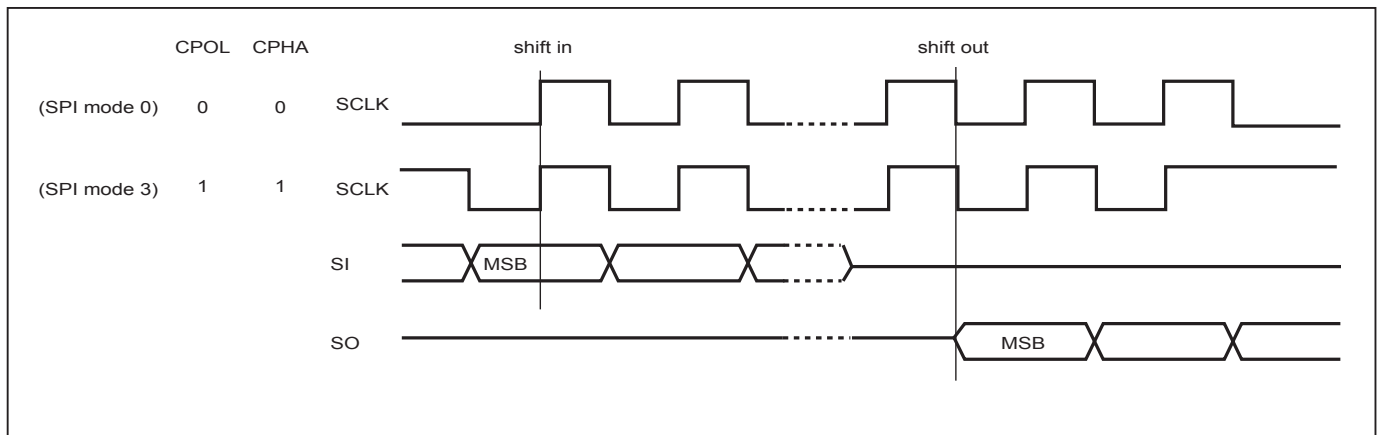 CPOL CPHA shift in shift out
(SPI mode 0) 0 0 SCLK
(SPI mode 3) 1 1 SCLK
SI MSB
SO MSB